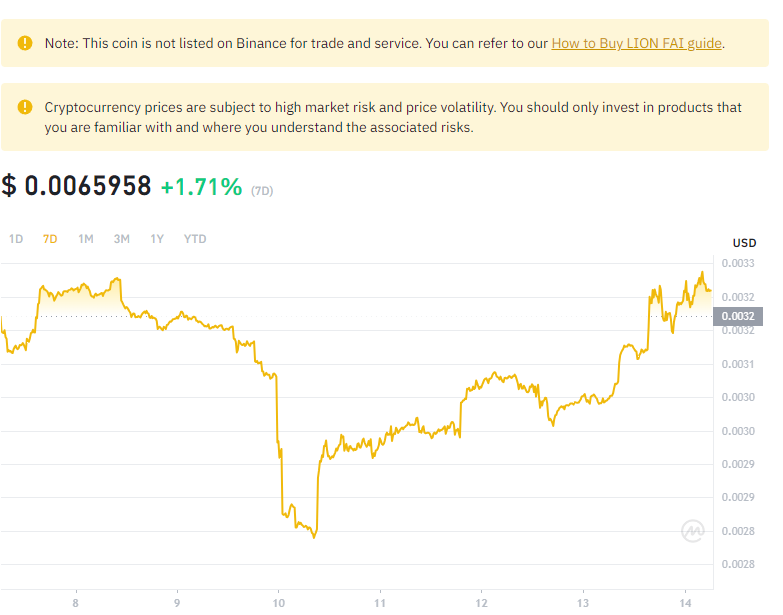 Note: This coin is not listed on Binance for trade and service. You can refer to our How to Buy LION FAI guide.
Cryptocurrency prices are subject to high market risk and price volatility. You should only invest in products that
you are familiar with and where you understand the associated risks.
$ 0.0065958 +1.71% (7D)
1D 7D 1M 3M 1Y YTD
USD
0.0033
0.0032
0.0032
0.0032
0.0031
0.0030
0.0030
0.0029
0.0029
0.0028
0.0028
8 9 10 11 12 13 14